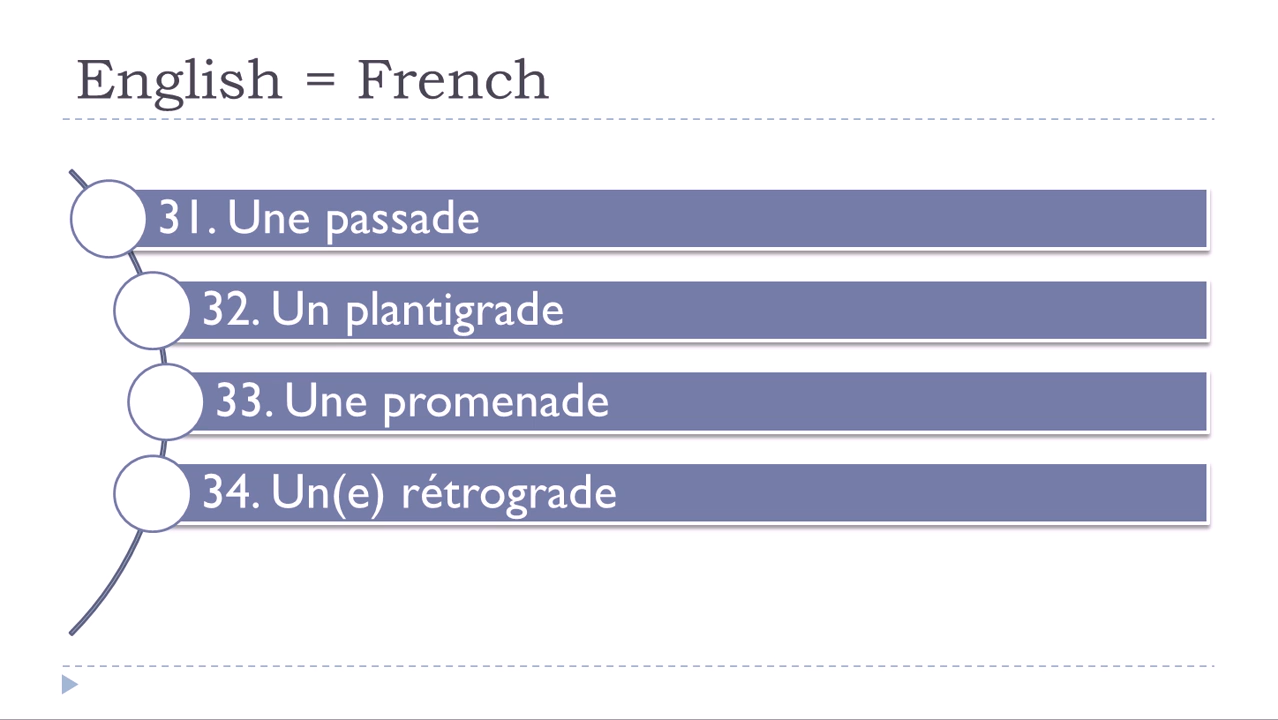 English = French
31. Une passade
32. Un plantigrade
33. Une promenade
34. Un(e) rétrograde